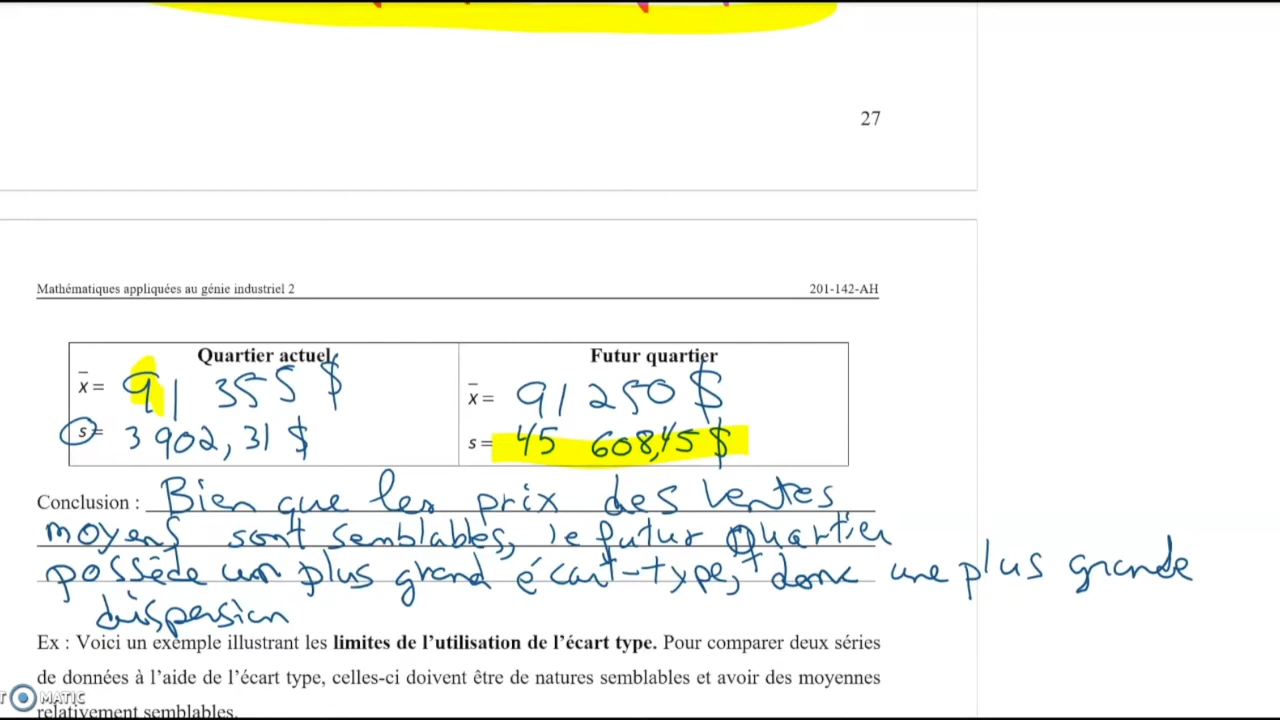 27
Mathématiques appliquées au génie industriel 2 201-142-AH
Quartier actuel Futur quartier
x̄ = 91 355 $ x̄ = 91 250 $
s = 3 902,31 $ s = 45 608,45 $
Conclusion : Bien que les prix des ventes
moyens sont semblables, le futur quartier
possède un plus grand écart-type, donc une plus grande
dispersion
Ex : Voici un exemple illustrant les limites de l'utilisation de l'écart type. Pour comparer deux séries
de données à l'aide de l'écart type, celles-ci doivent être de natures semblables et avoir des moyennes
relativement semblables.
MATIC